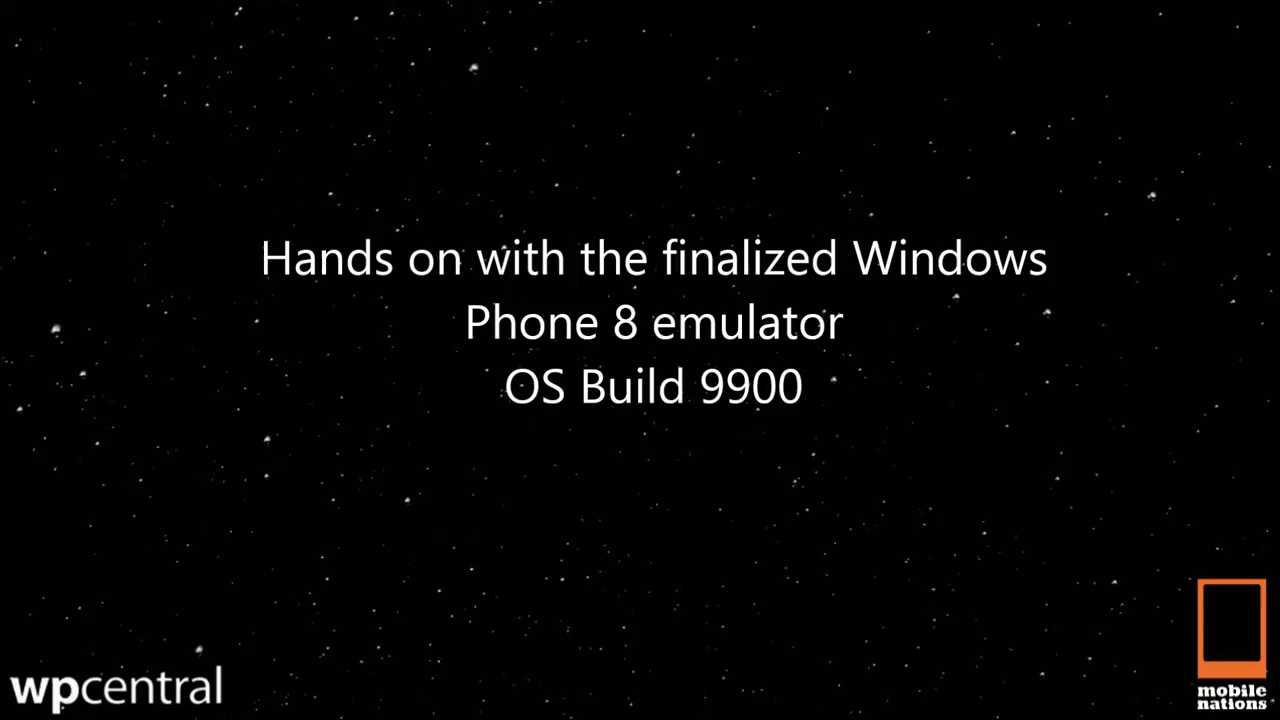 Hands on with the finalized Windows
Phone 8 emulator
OS Build 9900
wpcentral
mobile
nations